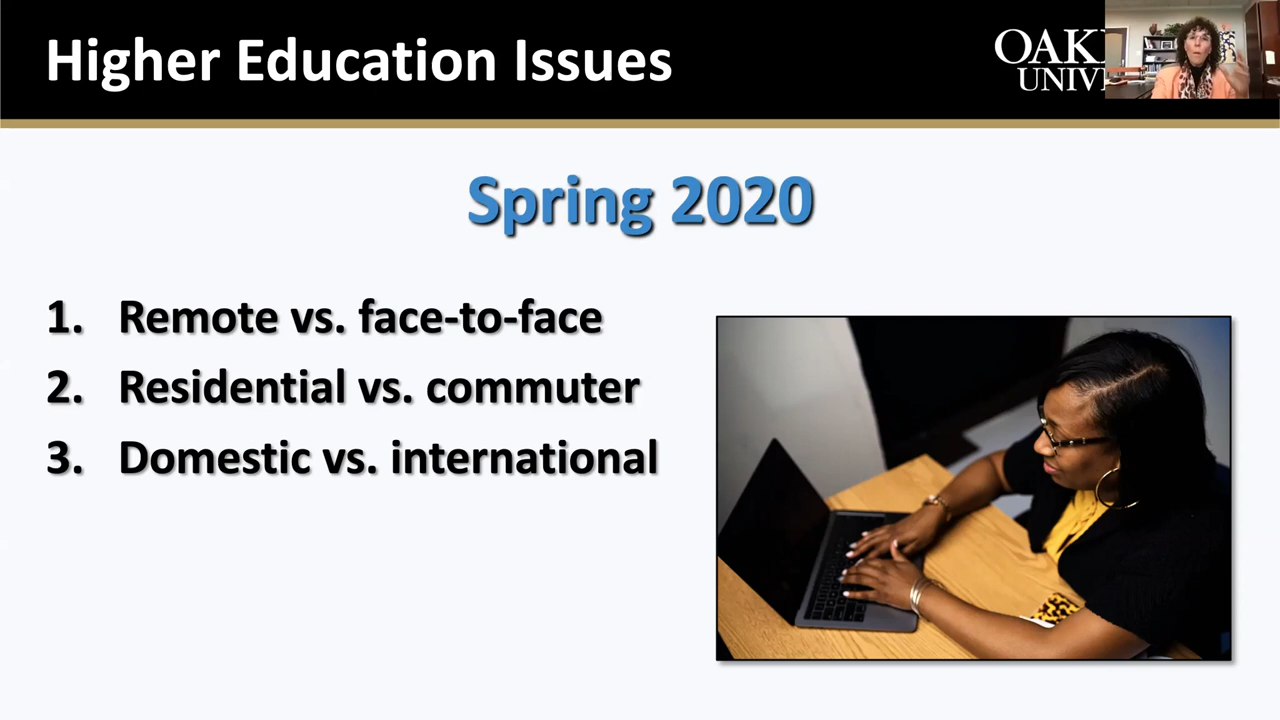 Higher Education Issues
Spring 2020
1. Remote vs. face-to-face
2. Residential vs. commuter
3. Domestic vs. international